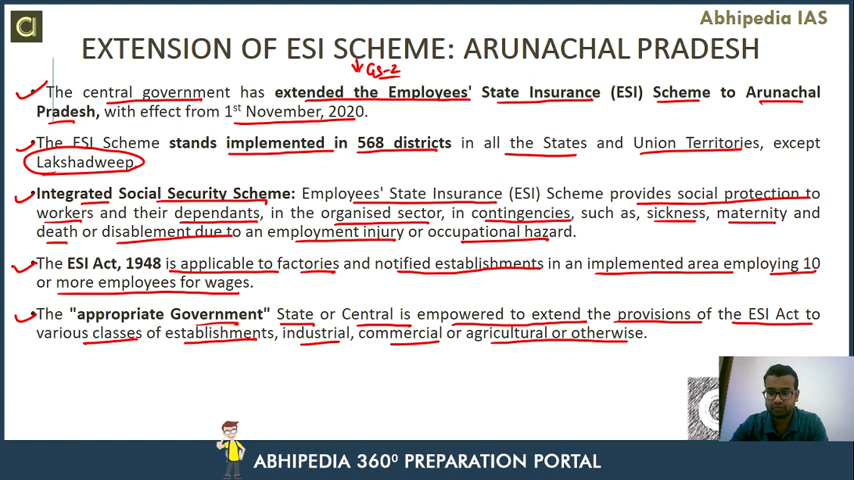 Abhipedia IAS
EXTENSION OF ESI SCHEME: ARUNACHAL PRADESH
GS-2
• The central government has extended the Employees' State Insurance (ESI) Scheme to Arunachal
Pradesh, with effect from 1st November, 2020.
• The ESI Scheme stands implemented in 568 districts in all the States and Union Territories, except
Lakshadweep.
• Integrated Social Security Scheme: Employees' State Insurance (ESI) Scheme provides social protection to
workers and their dependants, in the organised sector, in contingencies, such as, sickness, maternity and
death or disablement due to an employment injury or occupational hazard.
• The ESI Act, 1948 is applicable to factories and notified establishments in an implemented area employing 10
or more employees for wages.
• The "appropriate Government" State or Central is empowered to extend the provisions of the ESI Act to
various classes of establishments, industrial, commercial or agricultural or otherwise.
ABHIPEDIA 360⁰ PREPARATION PORTAL